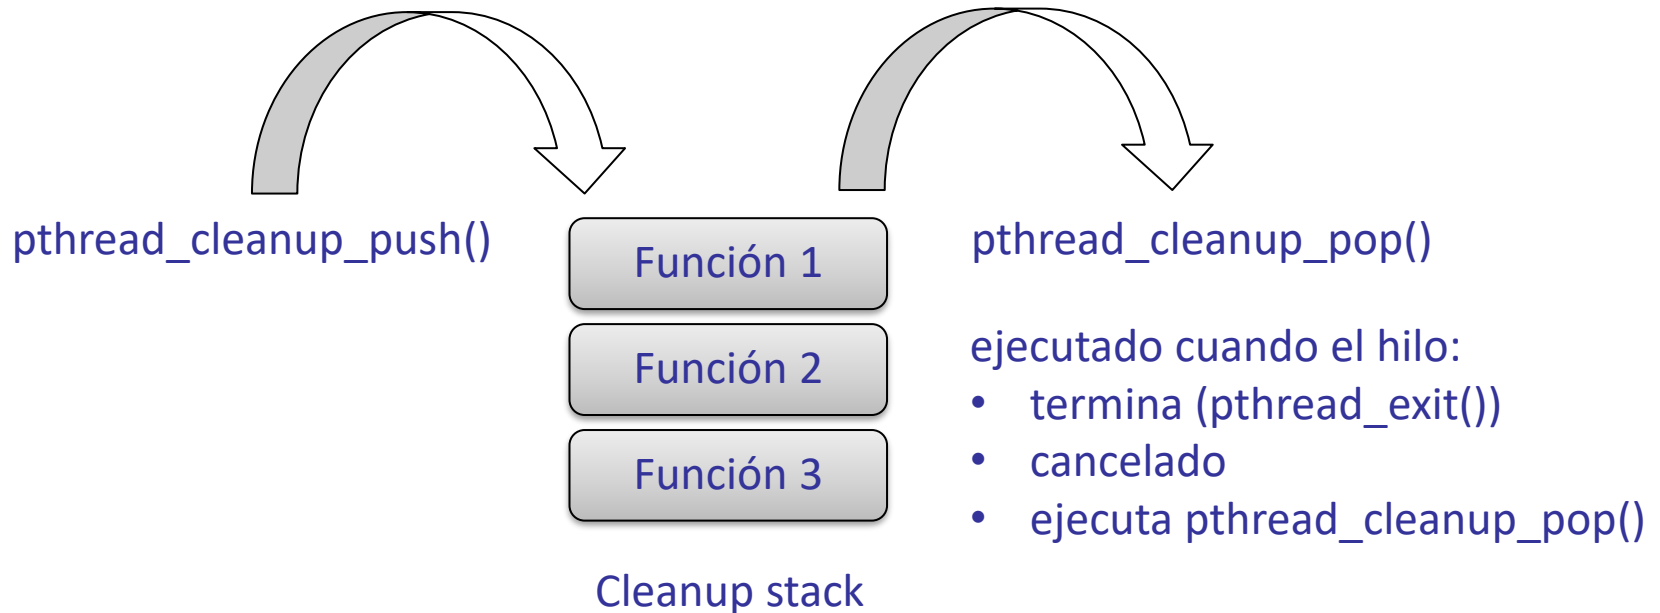 pthread_cleanup_push()
Función 1
Función 2
Función 3
Cleanup stack
pthread_cleanup_pop()
ejecutado cuando el hilo:
• termina (pthread_exit())
• cancelado
• ejecuta pthread_cleanup_pop()